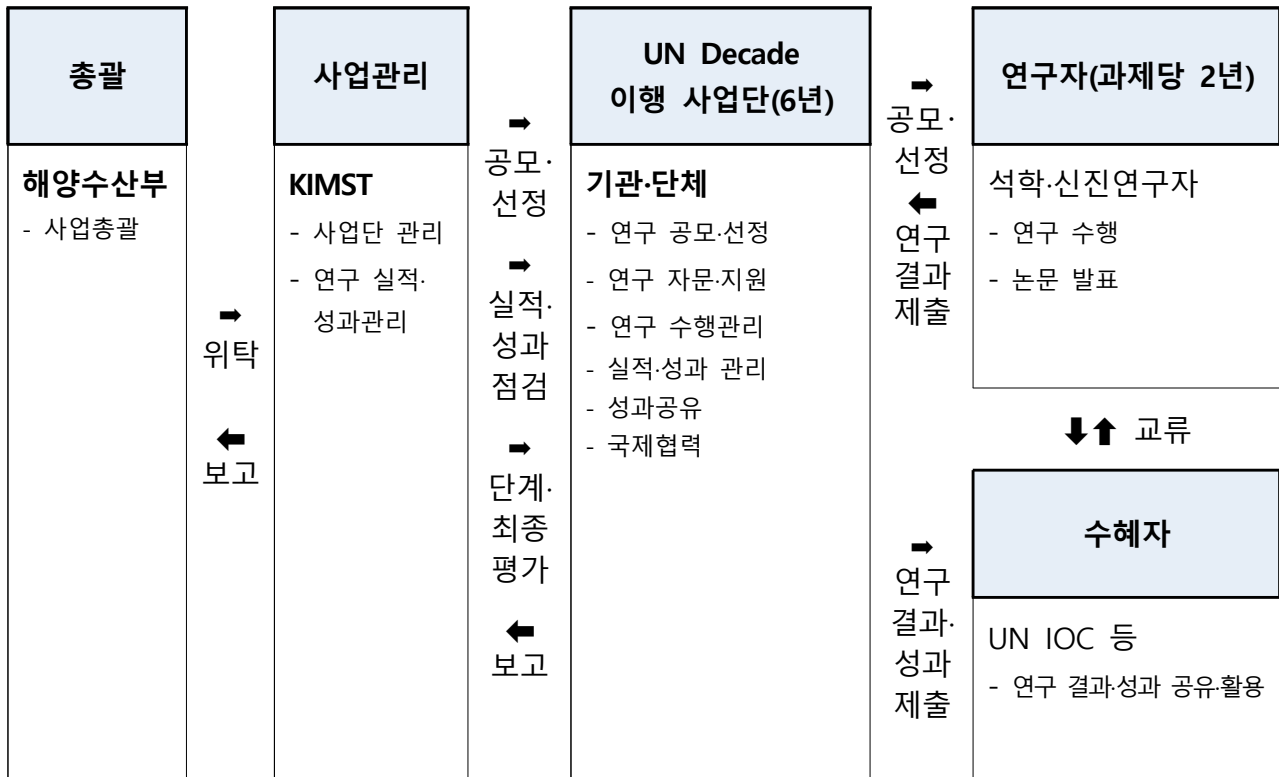 총괄
해양수산부
- 사업총괄
➡
위탁
⬅
보고
사업관리
KIMST
- 사업단 관리
- 연구 실적·
성과관리
➡
공모·
선정
➡
실적·
성과
점검
➡
단계·
최종
평가
⬅
보고
UN Decade
이행 사업단(6년)
기관·단체
- 연구 공모·선정
- 연구 자문·지원
- 연구 수행관리
- 실적·성과 관리
- 성과공유
- 국제협력
➡
공모·
선정
⬅
연구
결과
제출
➡
연구
결과·
성과
제출
연구자(과제당 2년)
석학·신진연구자
- 연구 수행
- 논문 발표
⬇⬆ 교류
수혜자
UN IOC 등
- 연구 결과·성과 공유·활용